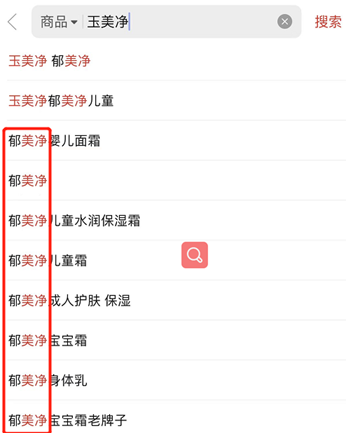 商品 玉美净 搜索
玉美净 郁美净
玉美净郁美净儿童
郁美净婴儿面霜
郁美净
郁美净儿童水润保湿霜
郁美净儿童霜
郁美净成人护肤 保湿
郁美净宝宝霜
郁美净身体乳
郁美净宝宝霜老牌子